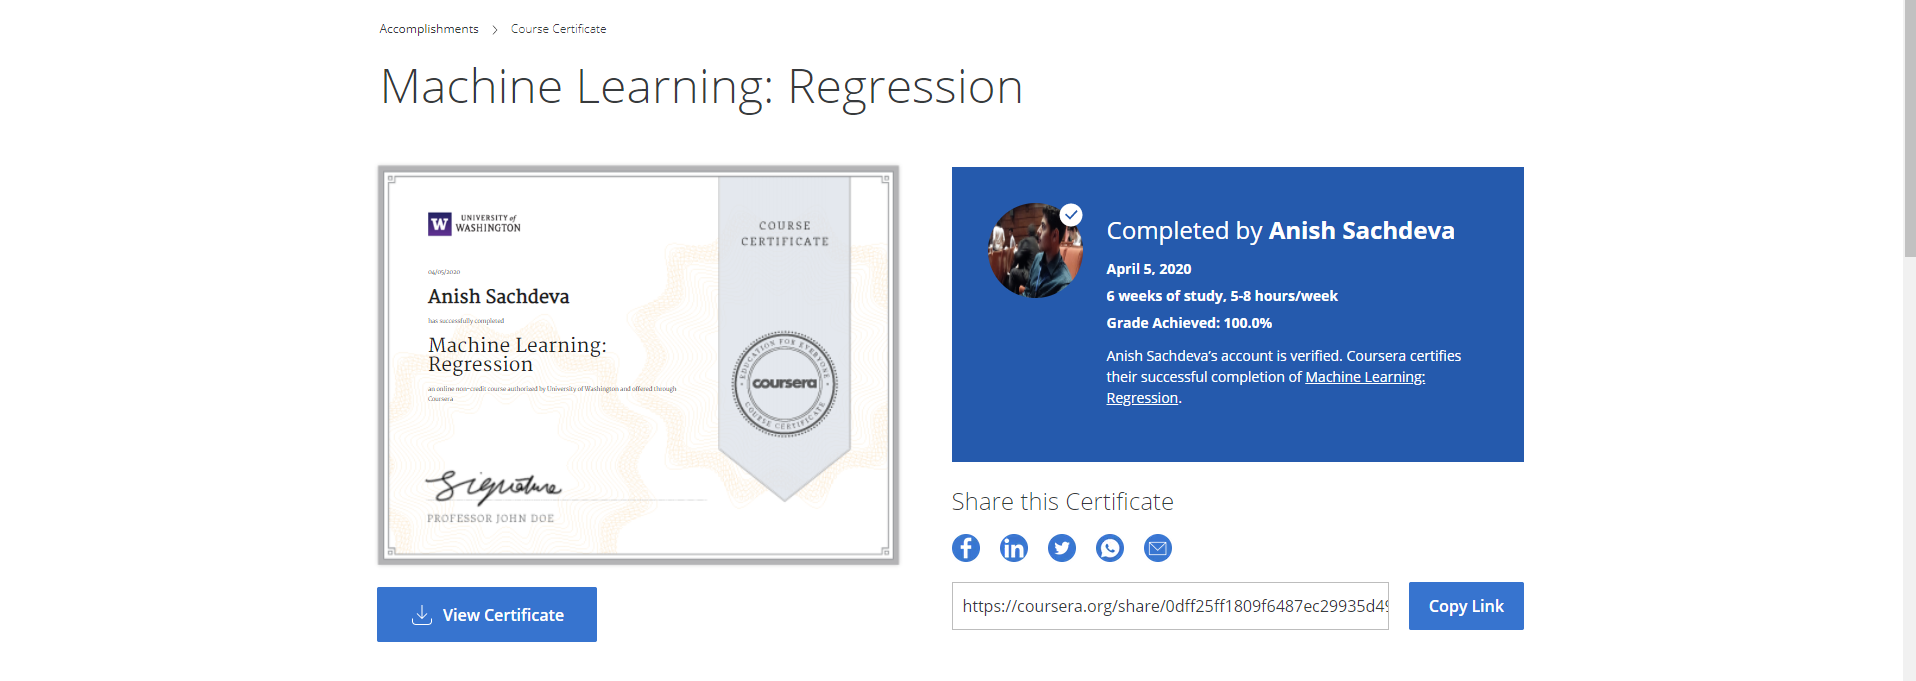 Accomplishments > Course Certificate
Machine Learning: Regression
W UNIVERSITY of
WASHINGTON
COURSE
CERTIFICATE
04/05/2020
Anish Sachdeva
has successfully completed
Machine Learning:
Regression
an online non-credit course authorized by University of Washington and offered through
Coursera
EDUCATION FOR EVERYONE
coursera
COURSE CERTIFICATE
Signature
PROFESSOR JOHN DOE
View Certificate
Completed by Anish Sachdeva
April 5, 2020
6 weeks of study, 5-8 hours/week
Grade Achieved: 100.0%
Anish Sachdeva's account is verified. Coursera certifies
their successful completion of Machine Learning:
Regression.
Share this Certificate
https://coursera.org/share/0dff25ff1809f6487ec29935d49
Copy Link